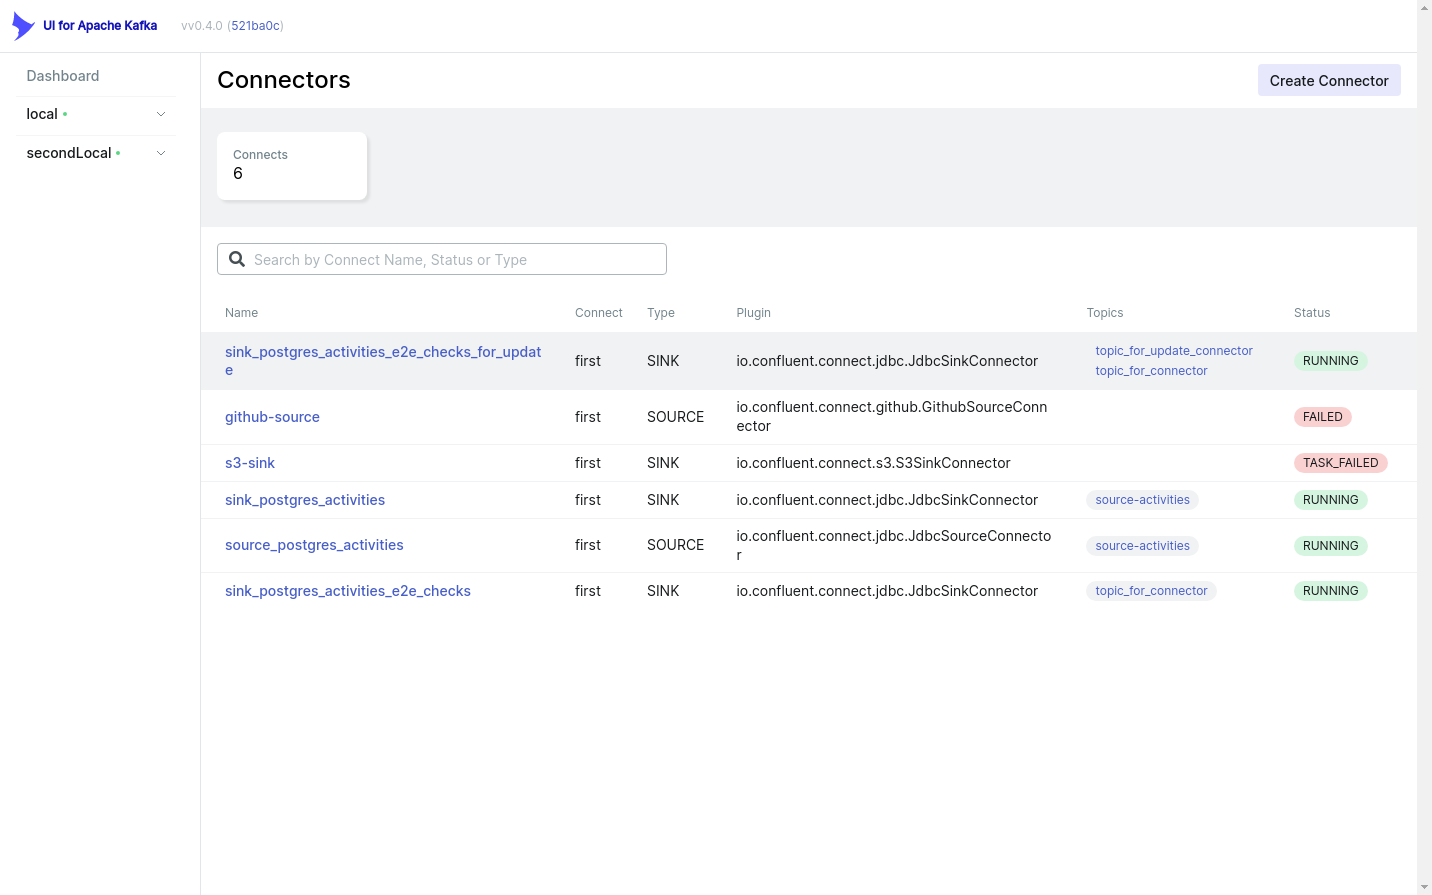 UI for Apache Kafka vv0.4.0 (521ba0c)
Dashboard
local
secondLocal
Connectors
Create Connector
Connects
6
Search by Connect Name, Status or Type
Name Connect Type Plugin Topics Status
sink_postgres_activities_e2e_checks_for_updat
e
first SINK io.confluent.connect.jdbc.JdbcSinkConnector
topic_for_update_connector
topic_for_connector
RUNNING
github-source first SOURCE
io.confluent.connect.github.GithubSourceConn
ector
FAILED
s3-sink first SINK io.confluent.connect.s3.S3SinkConnector TASK_FAILED
sink_postgres_activities first SINK io.confluent.connect.jdbc.JdbcSinkConnector source-activities RUNNING
source_postgres_activities first SOURCE
io.confluent.connect.jdbc.JdbcSourceConnecto
r
source-activities RUNNING
sink_postgres_activities_e2e_checks first SINK io.confluent.connect.jdbc.JdbcSinkConnector topic_for_connector RUNNING